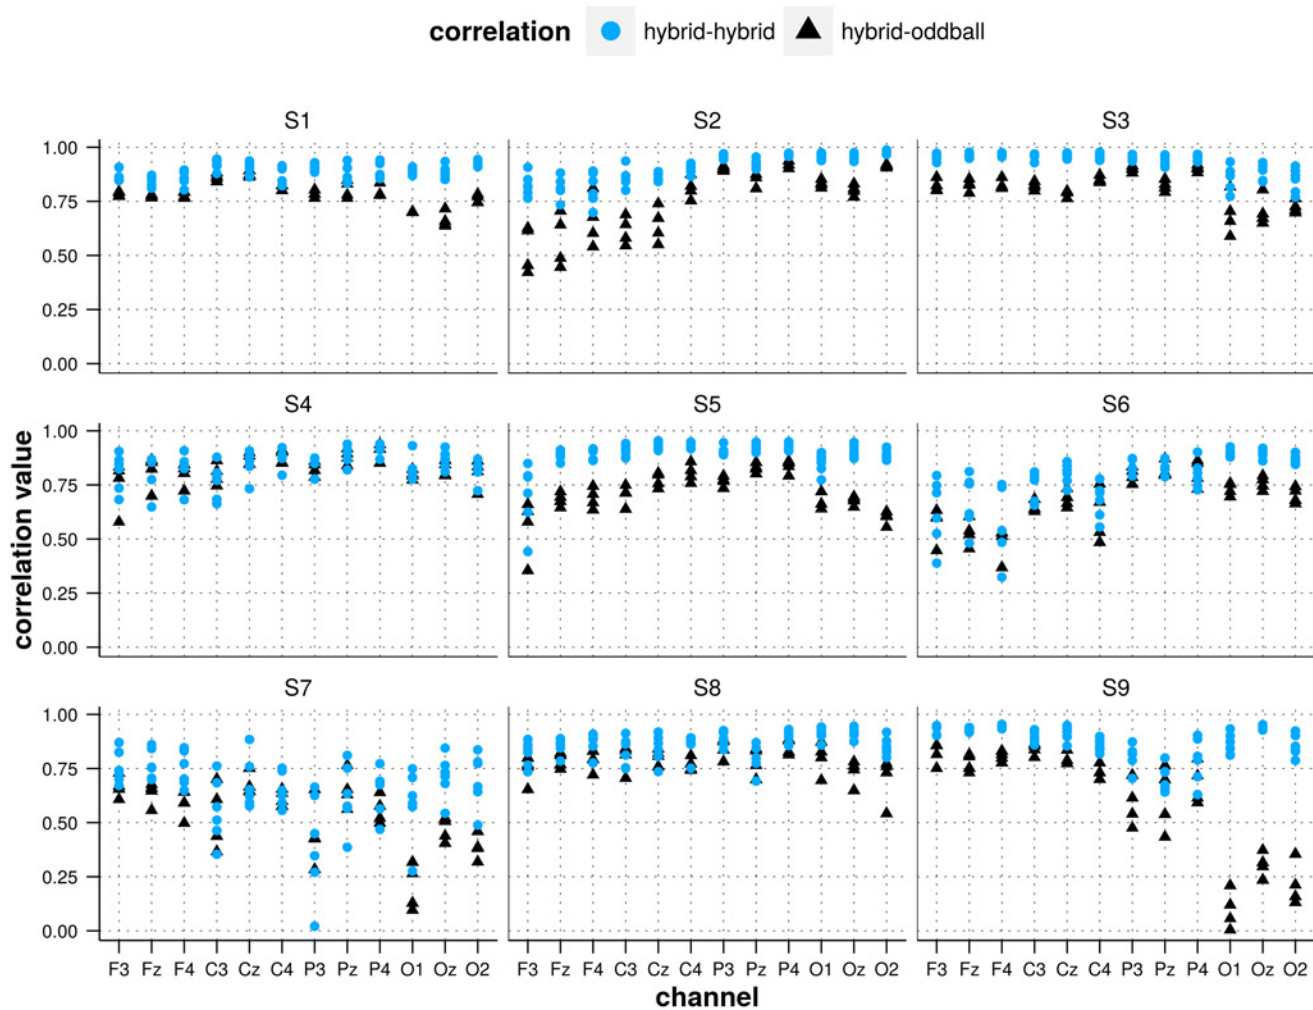 correlation hybrid-hybrid hybrid-oddball
S1 S2 S3
1.00
0.75
0.50
0.25
0.00
S4 S5 S6
1.00
0.75
0.50
0.25
0.00
S7 S8 S9
1.00
0.75
0.50
0.25
0.00
correlation value
F3 Fz F4 C3 Cz C4 P3 Pz P4 O1 Oz O2 F3 Fz F4 C3 Cz C4 P3 Pz P4 O1 Oz O2 F3 Fz F4 C3 Cz C4 P3 Pz P4 O1 Oz O2
channel